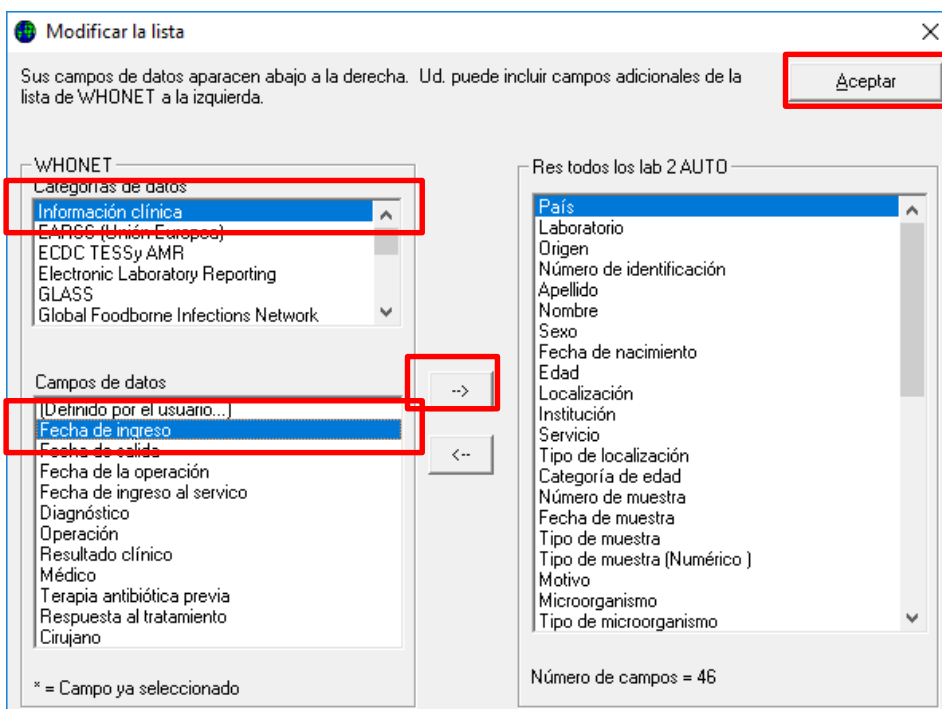 Modificar la lista
Sus campos de datos aparacen abajo a la derecha. Ud. puede incluir campos adicionales de la
lista de WHONET a la izquierda.
Aceptar
WHONET
Categorías de datos
Información clínica
EARSS (Unión Europea)
ECDC TESSy AMR
Electronic Laboratory Reporting
GLASS
Global Foodborne Infections Network
Campos de datos
(Definido por el usuario...)
Fecha de ingreso
Fecha de salida
Fecha de la operación
Fecha de ingreso al servico
Diagnóstico
Operación
Resultado clínico
Médico
Terapia antibiótica previa
Respuesta al tratamiento
Cirujano
* = Campo ya seleccionado
-->
<--
Res todos los lab 2 AUTO
País
Laboratorio
Origen
Número de identificación
Apellido
Nombre
Sexo
Fecha de nacimiento
Edad
Localización
Institución
Servicio
Tipo de localización
Categoría de edad
Número de muestra
Fecha de muestra
Tipo de muestra
Tipo de muestra (Numérico )
Motivo
Microorganismo
Tipo de microorganismo
Número de campos = 46